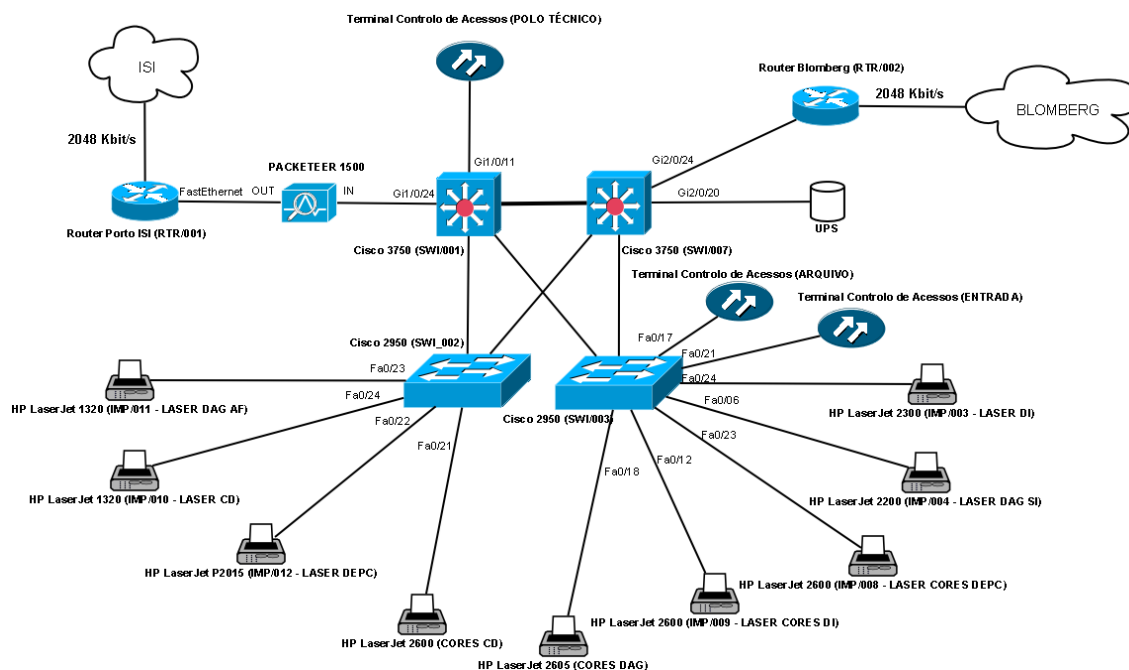 Terminal Controlo de Acessos (POLO TÉCNICO)
ISI
Router Blomberg (RTR/002)
2048 Kbit/s
BLOMBERG
2048 Kbit/s
Gi1/0/11
Gi2/0/24
PACKETEER 1500
FastEthernet
OUT
IN
Gi1/0/24
Gi2/0/20
Router Porto ISI (RTR/001)
UPS
Cisco 3750 (SWI/001)
Cisco 3750 (SWI/007)
Terminal Controlo de Acessos (ARQUIVO)
Terminal Controlo de Acessos (ENTRADA)
Fa0/17
Cisco 2950 (SWI_002)
Fa0/21
Fa0/23
Fa0/24
Fa0/24
Fa0/06
HP LaserJet 1320 (IMP/011 - LASER DAG AF)
HP LaserJet 2300 (IMP/003 - LASER DI)
Fa0/22
Cisco 2950 (SWI/003)
Fa0/21
Fa0/23
Fa0/12
Fa0/18
HP LaserJet 1320 (IMP/010 - LASER CD)
HP LaserJet 2200 (IMP/004 - LASER DAG SI)
HP LaserJet P2015 (IMP/012 - LASER DEPC)
HP LaserJet 2600 (IMP/008 - LASER CORES DEPC)
HP LaserJet 2600 (IMP/009 - LASER CORES DI)
HP LaserJet 2600 (CORES CD)
HP LaserJet 2605 (CORES DAG)